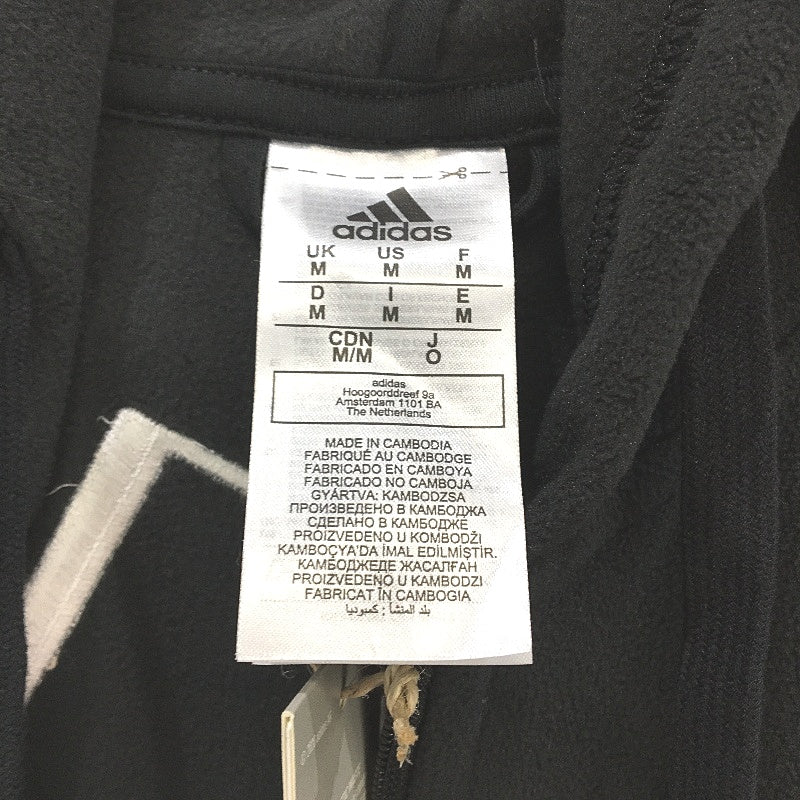 adidas
UK US F
M M M
D I E
M M M
CDN J
M/M O
adidas
Hoogoorddreef 9a
Amsterdam 1101 BA
The Netherlands
MADE IN CAMBODIA
FABRIQUÉ AU CAMBODGE
FABRICADO EN CAMBOYA
FABRICADO NO CAMBOJA
GYÁRTVA: KAMBODZSA
ПРОИЗВЕДЕНО В КАМБОДЖА
СДЕЛАНО В КАМБОДЖЕ
PROIZVEDENO U KOMBODŽI
KAMBOÇYA'DA İMAL EDİLMİŞTİR.
КАМБОДЖЕДЕ ЖАСАЛҒАН
PROIZVEDENO U KAMBODZI
FABRICAT ÎN CAMBOGIA
بلد المنشأ : كمبوديا